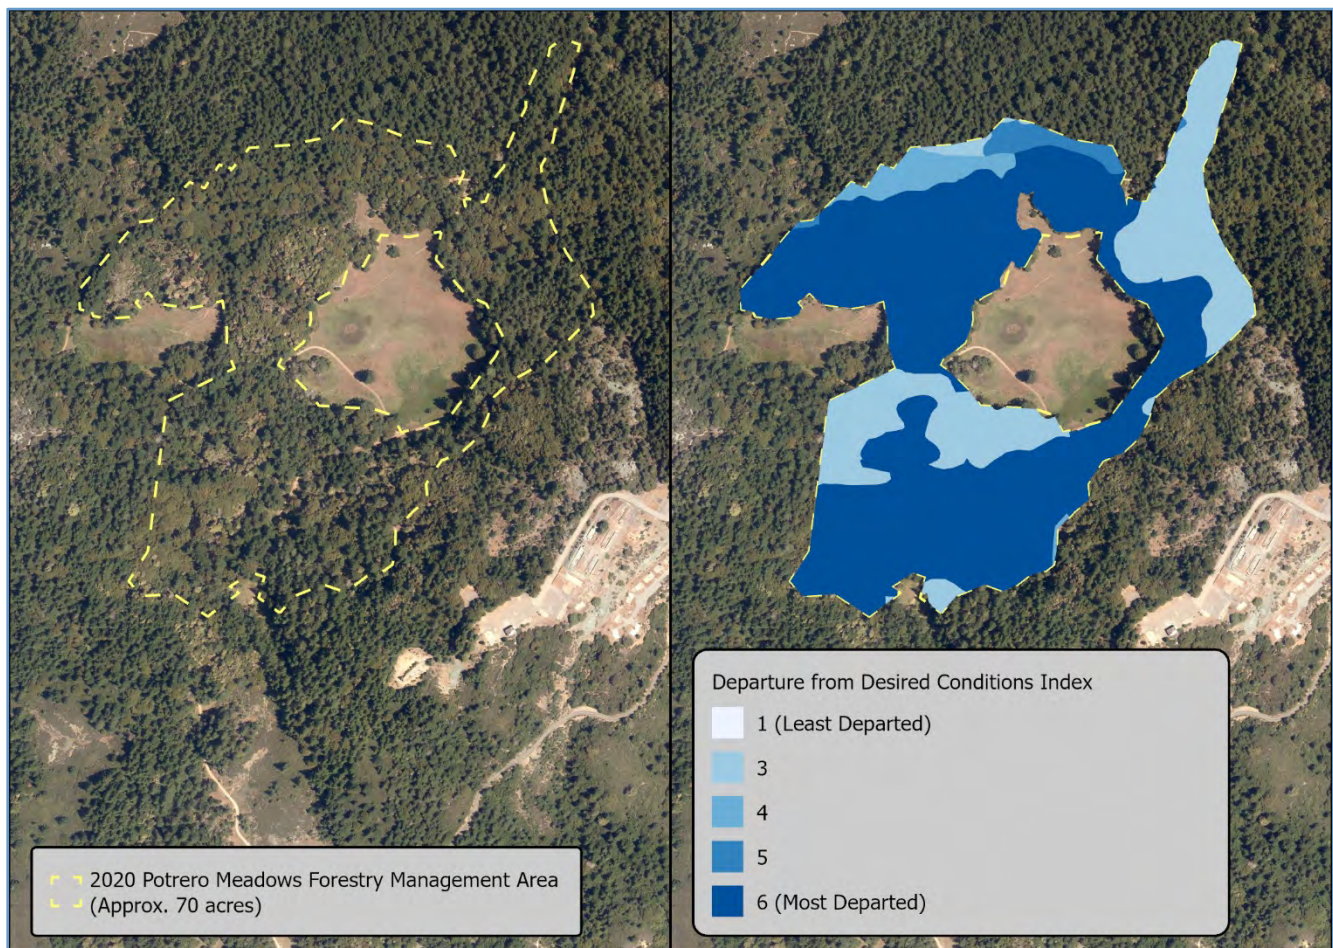 2020 Potrero Meadows Forestry Management Area
(Approx. 70 acres)
Departure from Desired Conditions Index
1 (Least Departed)
3
4
5
6 (Most Departed)